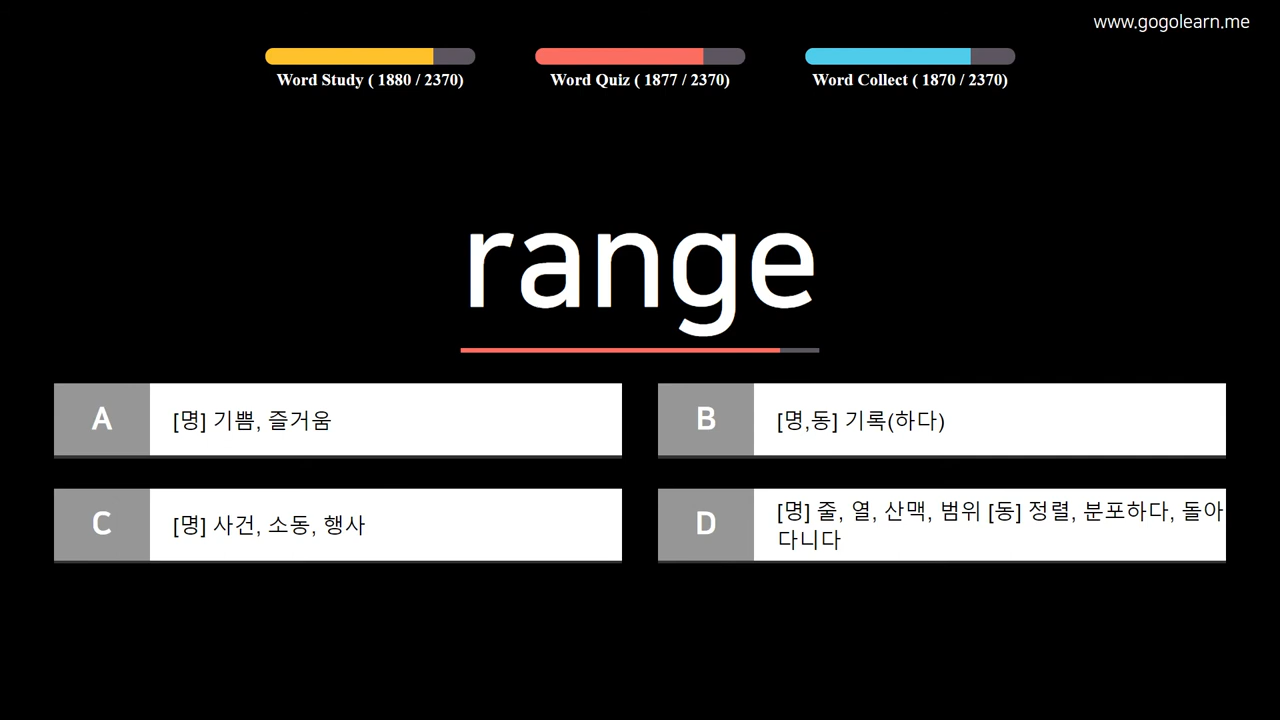 www.gogolearn.me
Word Study ( 1880 / 2370)
Word Quiz ( 1877 / 2370)
Word Collect ( 1870 / 2370)
range
A
[명] 기쁨, 즐거움
B
[명,동] 기록(하다)
C
[명] 사건, 소동, 행사
D
[명] 줄, 열, 산맥, 범위 [동] 정렬, 분포하다, 돌아
다니다